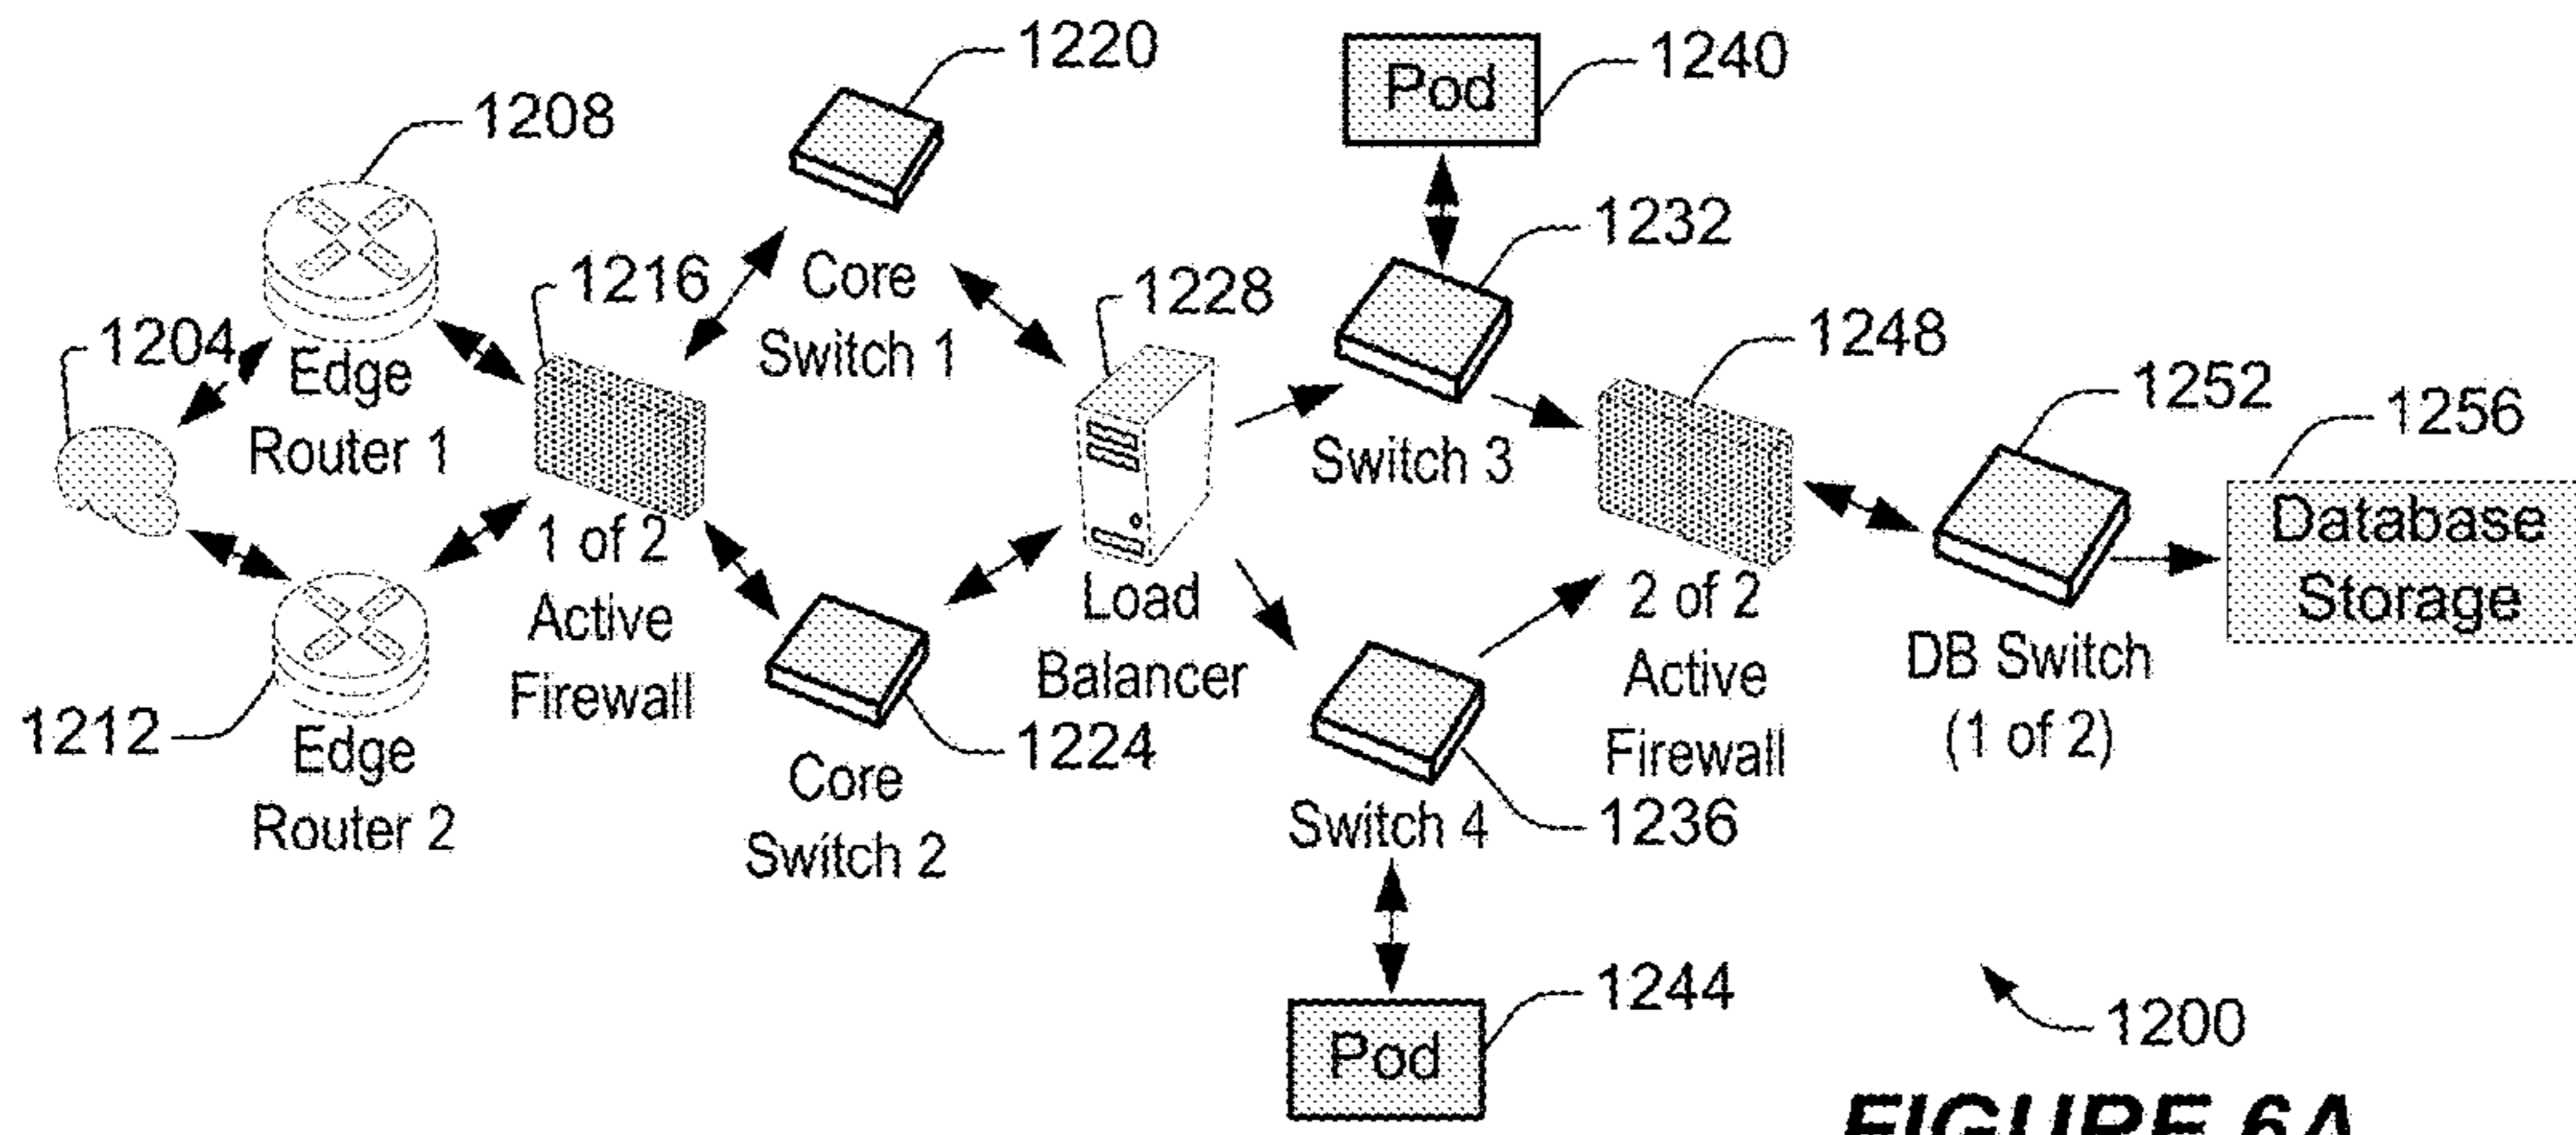 1220
Pod
1240
1208
1232
1216
Core
Switch 1
1228
1204
Edge
Router 1
1248
Switch 3
1252
1256
Database
Storage
1 of 2
Active
Firewall
Load
Balancer
2 of 2
Active
Firewall
DB Switch
(1 of 2)
1212
Edge
Router 2
1224
Core
Switch 2
Switch 4
1236
Pod
1244
1200
FIGURE 6A